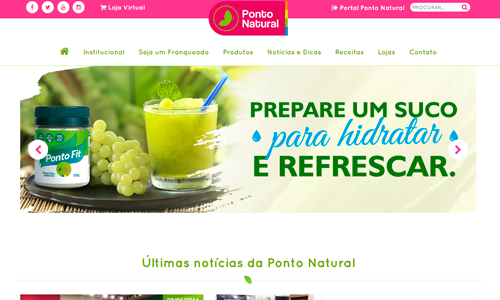 Loja Virtual
Ponto Natural
Portal Ponto Natural
PROCURAR...
Institucional
Seja um Franqueado
Produtos
Notícias e Dicas
Receitas
Lojas
Contato
Ponto Fit
PREPARE UM SUCO
para hidratar
E REFRESCAR.
Últimas notícias da Ponto Natural